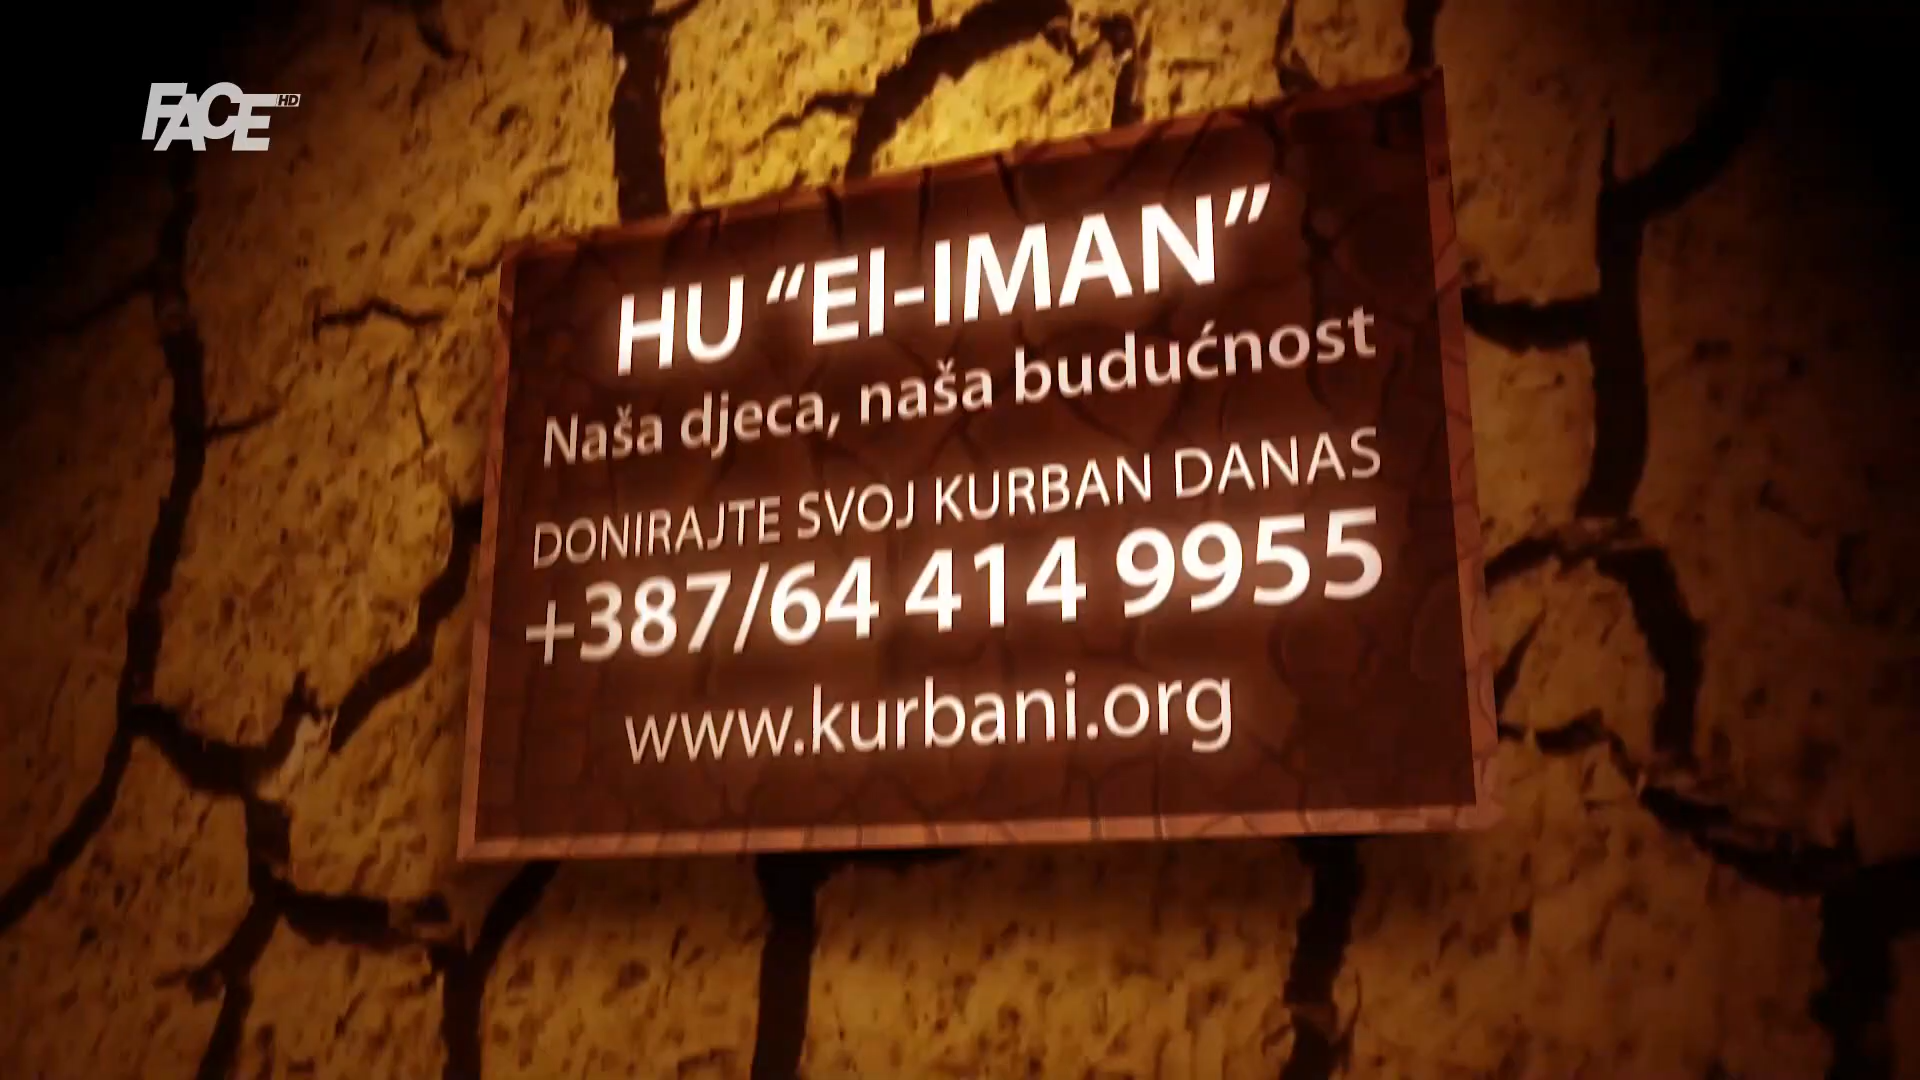 FACE HD
HU “El-IMAN”
Naša djeca, naša budućnost
DONIRAJTE SVOJ KURBAN DANAS
+387/64 414 9955
www.kurbani.org